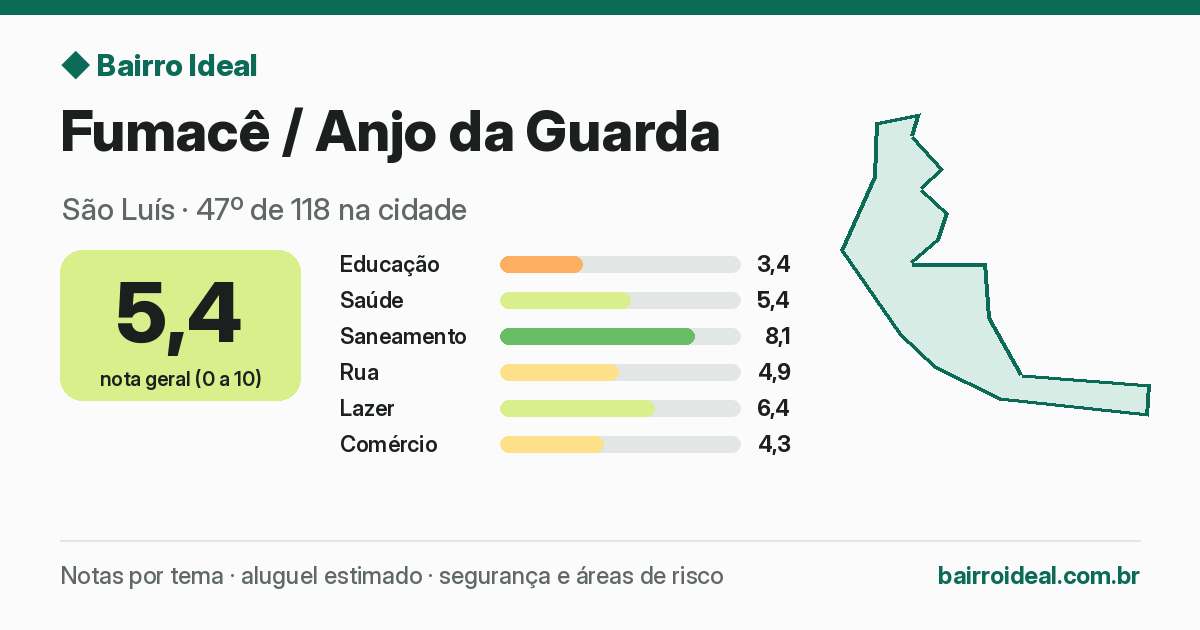 Bairro Ideal
Fumacê / Anjo da Guarda
São Luís · 47º de 118 na cidade
5,4
nota geral (0 a 10)
Educação 3,4
Saúde 5,4
Saneamento 8,1
Rua 4,9
Lazer 6,4
Comércio 4,3
Notas por tema · aluguel estimado · segurança e áreas de risco
bairroideal.com.br